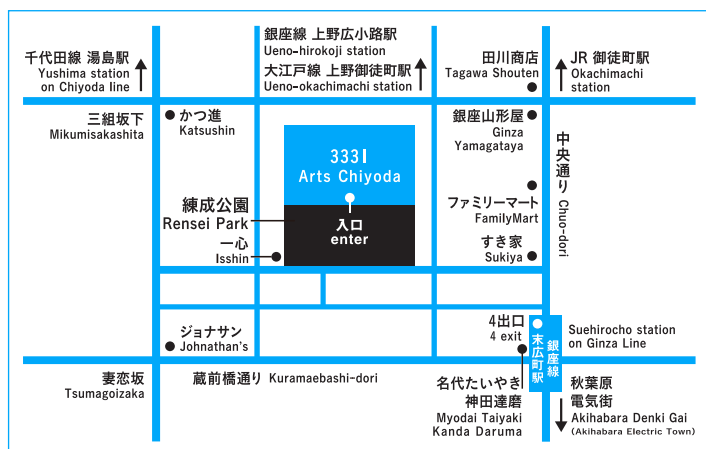 千代田線 湯島駅
Yushima station
on Chiyoda line
銀座線 上野広小路駅
Ueno-hirokoji station
大江戸線 上野御徒町駅
Ueno-okachimachi station
田川商店
Tagawa Shouten
JR 御徒町駅
Okachimachi
station
三組坂下
Mikumisakashita
かつ進
Katsushin
3331
Arts Chiyoda
銀座山形屋
Ginza
Yamagataya
中央通り Chuo-dori
練成公園
Rensei Park
入口
enter
ファミリーマート
FamilyMart
一心
Isshin
すき家
Sukiya
ジョナサン
Johnathan's
4出口
4 exit
末広町駅
銀座線
Suehirocho station
on Ginza Line
妻恋坂
Tsumagoizaka
蔵前橋通り Kuramaebashi-dori
名代たいやき
神田達磨
Myodai Taiyaki
Kanda Daruma
秋葉原
電気街
Akihabara Denki Gai
(Akihabara Electric Town)